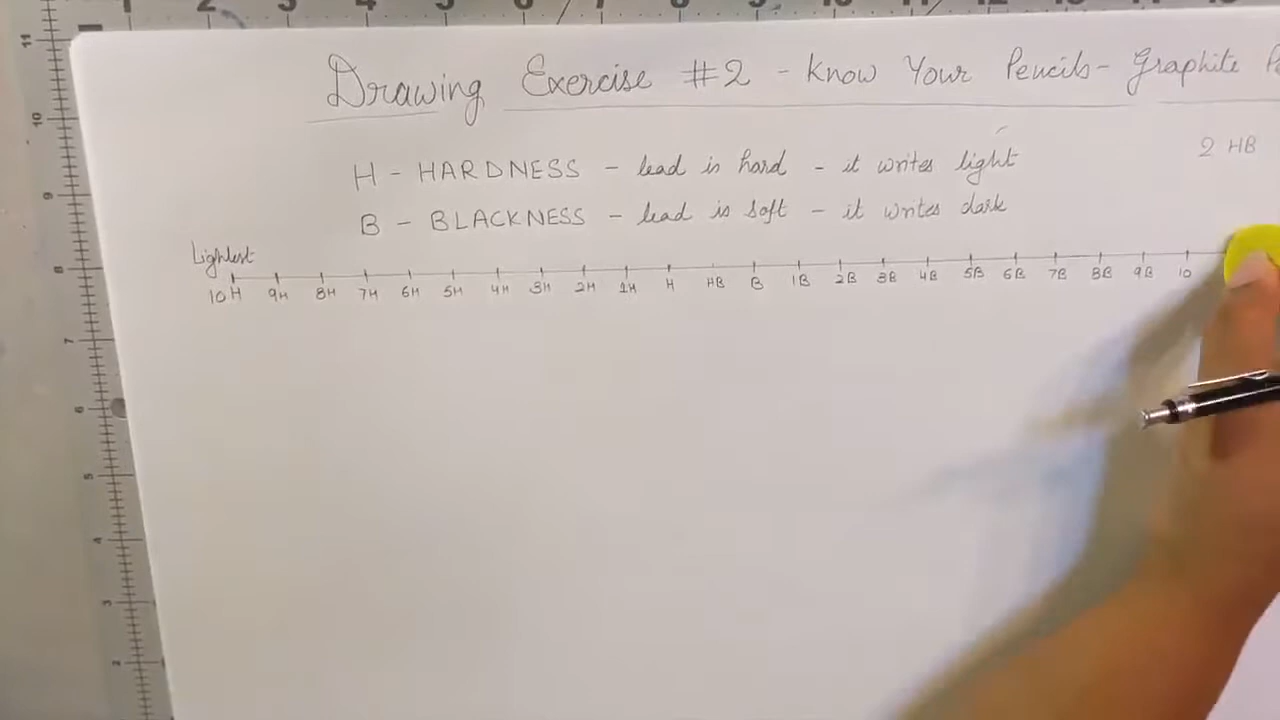 Drawing Exercise #2 - Know Your Pencils - Graphite
H - HARDNESS - lead is hard - it writes light
2 HB
B - BLACKNESS - lead is soft - it writes dark
Lightest
10H 9H 8H 7H 6H 5H 4H 3H 2H 1H H HB B 1B 2B 3B 4B 5B 6B 7B 8B 9B 10